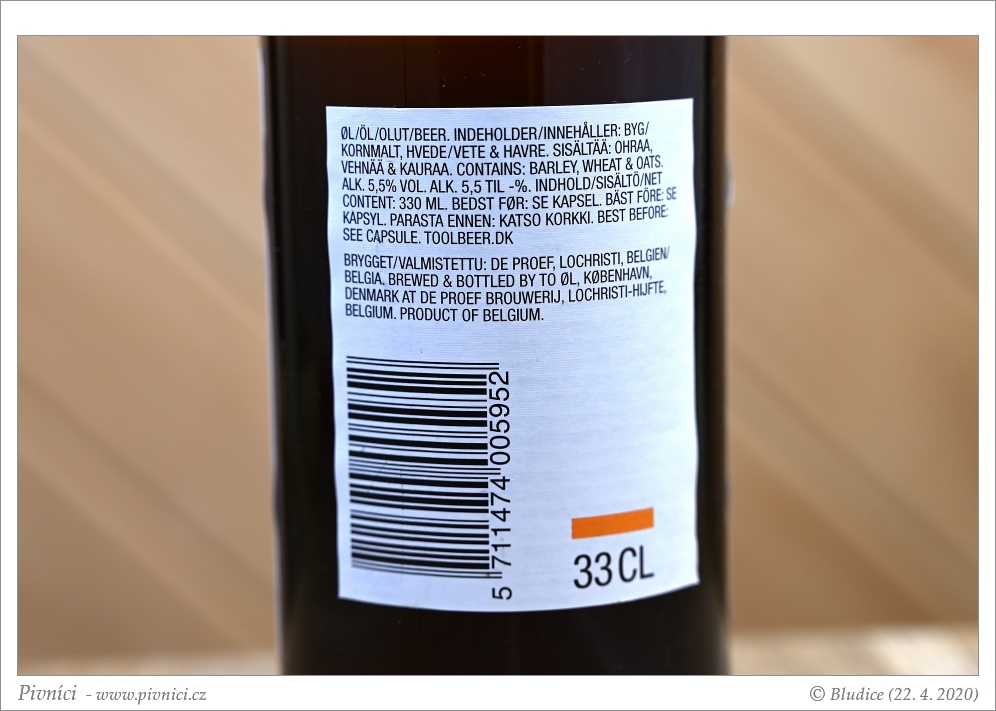 ØL/ÖL/OLUT/BEER. INDEHOLDER/INNEHÅLLER: BYG/
KORNMALT, HVEDE/VETE & HAVRE. SISÄLTÄÄ: OHRAA,
VEHNÄÄ & KAURAA. CONTAINS: BARLEY, WHEAT & OATS.
ALK. 5,5% VOL. ALK. 5,5 TIL -%. INDHOLD/SISÄLTÖ/NET
CONTENT: 330 ML. BEDST FØR: SE KAPSEL. BÄST FÖRE: SE
KAPSYL. PARASTA ENNEN: KATSO KORKKI. BEST BEFORE:
SEE CAPSULE. TOOLBEER.DK
BRYGGET/VALMISTETTU: DE PROEF, LOCHRISTI, BELGIEN/
BELGIA. BREWED & BOTTLED BY TO ØL, KØBENHAVN,
DENMARK AT DE PROEF BROUWERIJ, LOCHRISTI-HIJFTE,
BELGIUM. PRODUCT OF BELGIUM.
5 711474 005952
33 CL
Pivníci - www.pivnici.cz
© Bludice (22. 4. 2020)